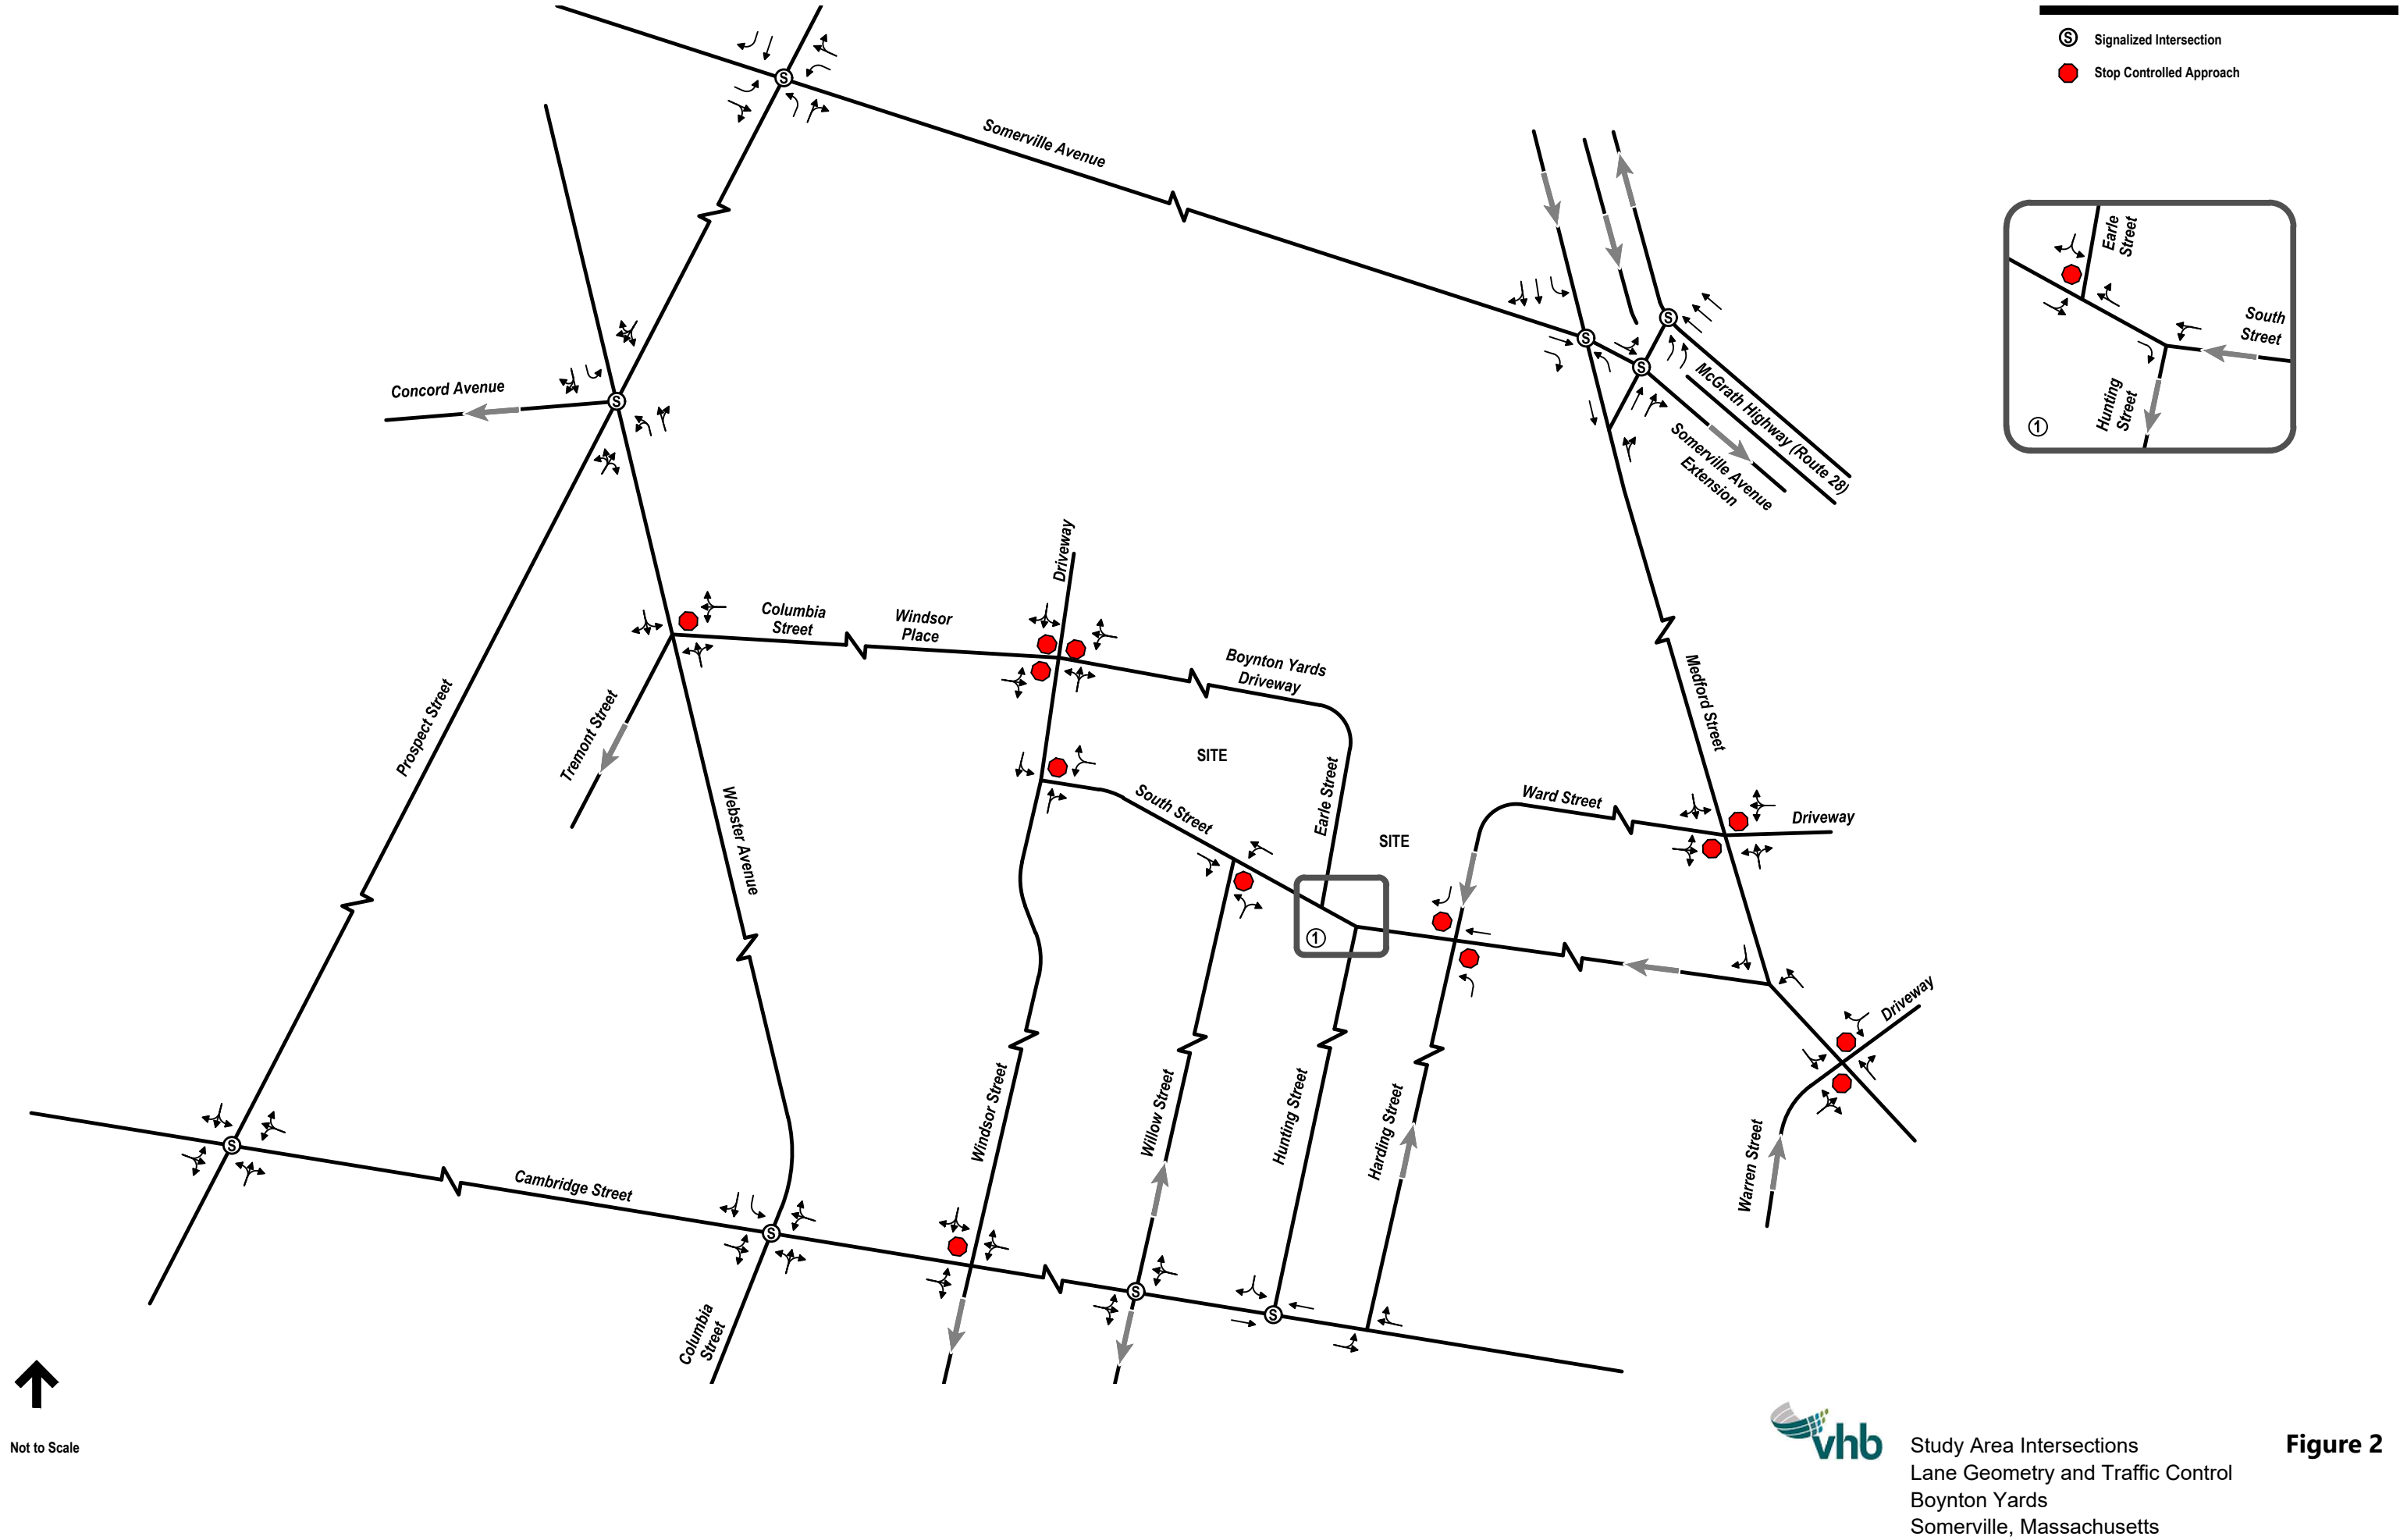 S Signalized Intersection
Stop Controlled Approach
S
Somerville Avenue
Earle
Street
South
Street
Hunting
Street
1
S
S
S
McGrath Highway (Route 28)
Somerville Avenue
Extension
Concord Avenue
S
Driveway
Columbia
Street
Windsor
Place
Boynton Yards
Driveway
Medford Street
Prospect Street
Tremont Street
Webster Avenue
SITE
South Street
Earle Street
SITE
Ward Street
Driveway
1
Driveway
S
Cambridge Street
Windsor Street
Willow Street
Hunting Street
Harding Street
Warren Street
S
S
S
Columbia
Street
Not to Scale
vhb
Study Area Intersections
Lane Geometry and Traffic Control
Boynton Yards
Somerville, Massachusetts
Figure 2